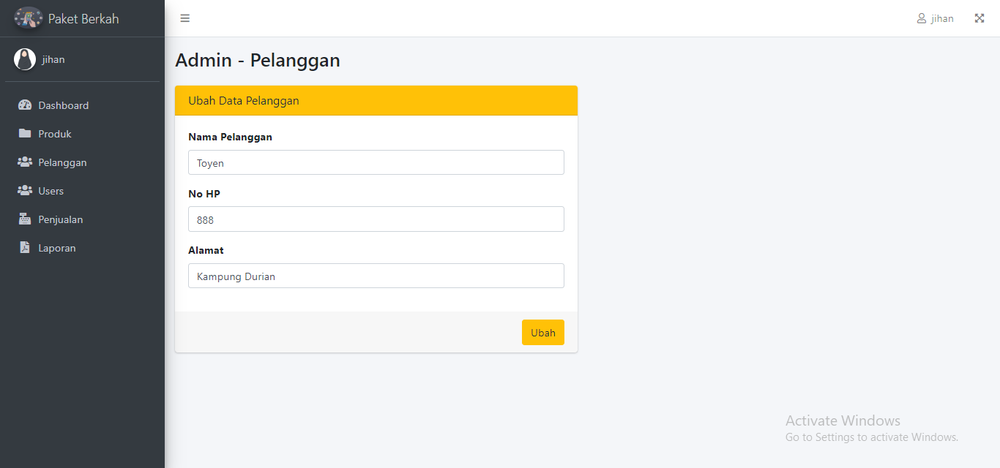 Paket Berkah
jihan
jihan
Dashboard
Produk
Pelanggan
Users
Penjualan
Laporan
Admin - Pelanggan
Ubah Data Pelanggan
Nama Pelanggan
Toyen
No HP
888
Alamat
Kampung Durian
Ubah
Activate Windows
Go to Settings to activate Windows.